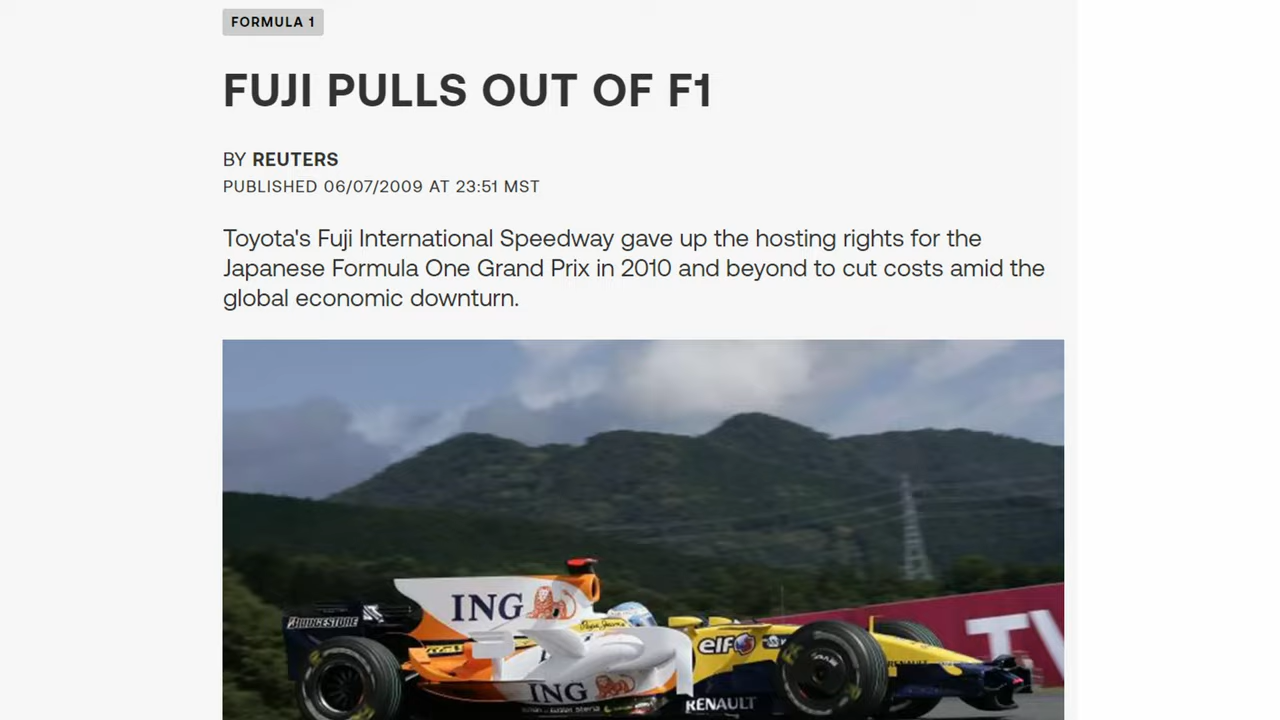 FORMULA 1
FUJI PULLS OUT OF F1
BY REUTERS
PUBLISHED 06/07/2009 AT 23:51 MST
Toyota's Fuji International Speedway gave up the hosting rights for the
Japanese Formula One Grand Prix in 2010 and beyond to cut costs amid the
global economic downturn.
ING
BRIDGESTONE
elf
TV
RENAULT
ING
RENAULT